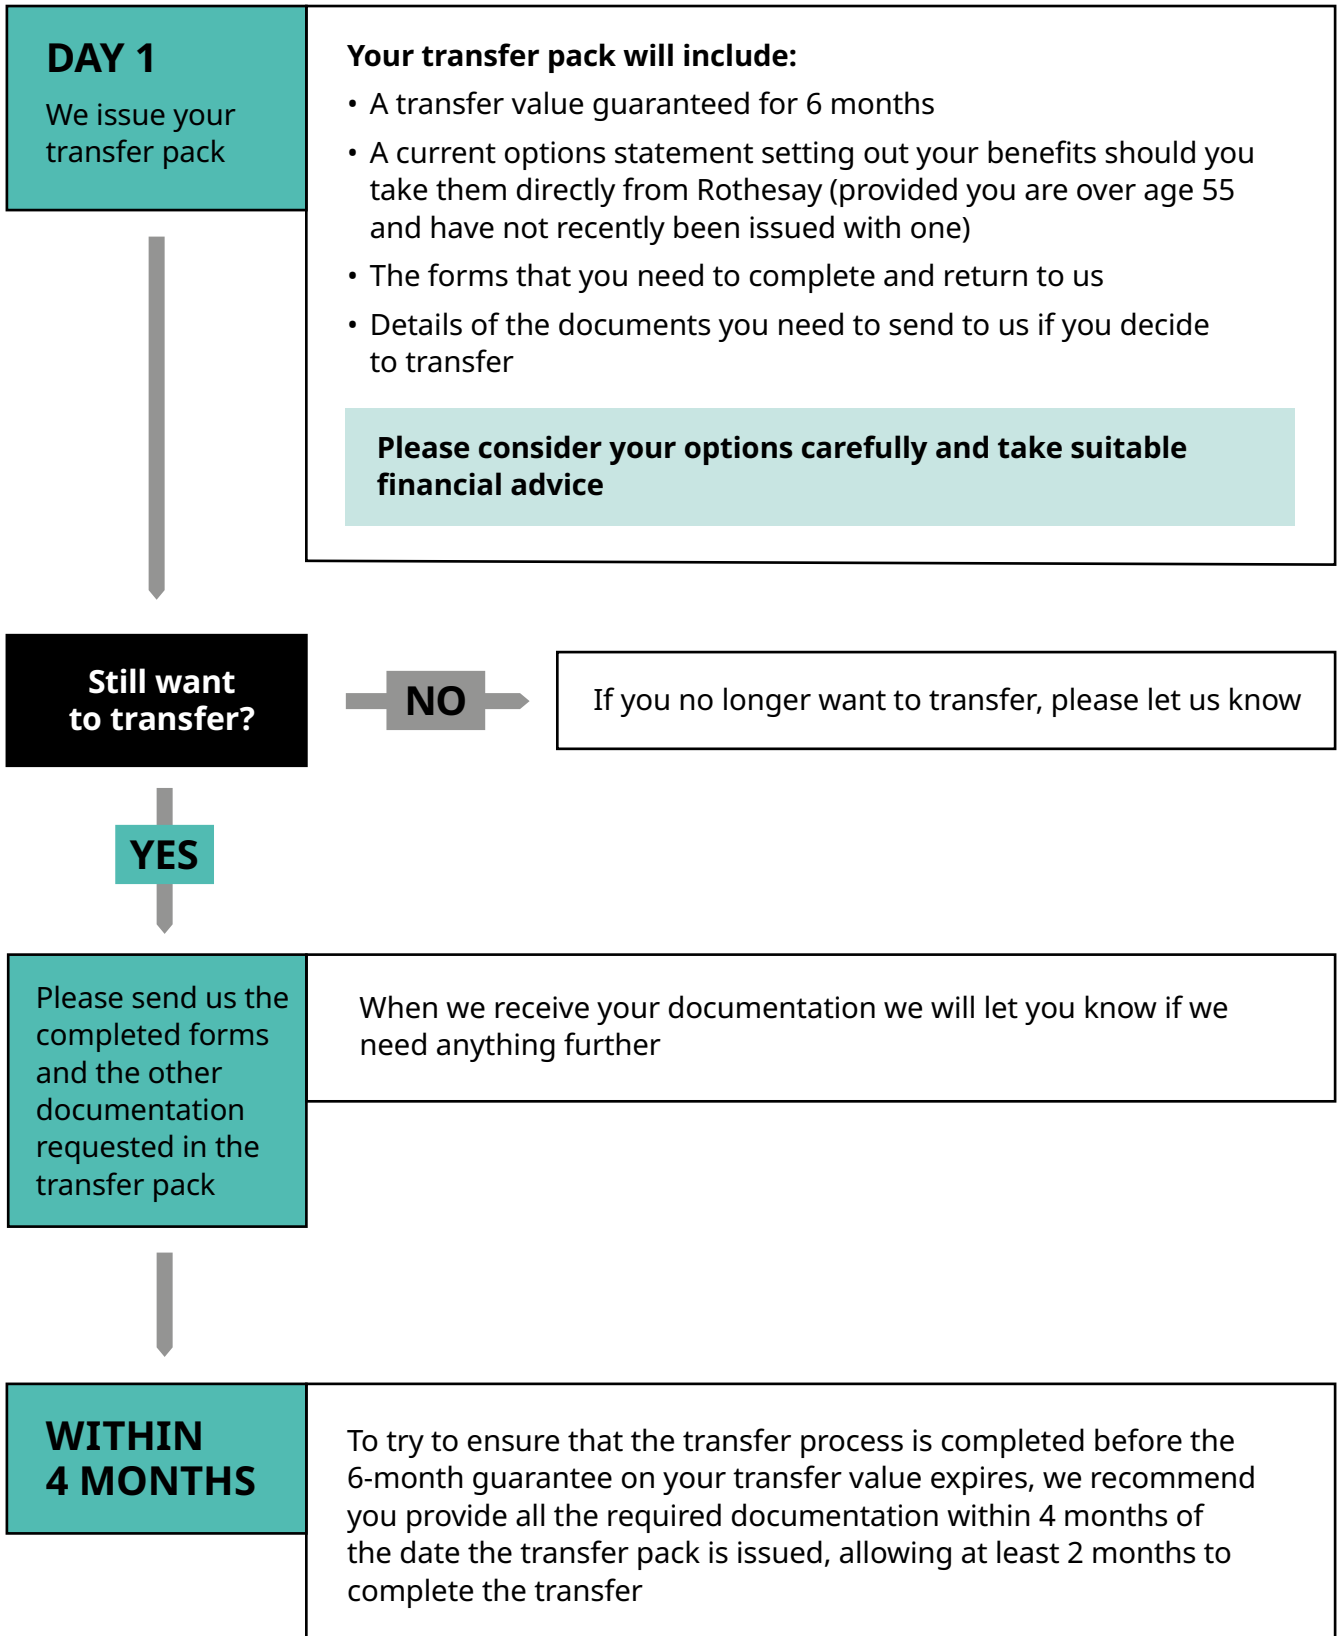 DAY 1
We issue your
transfer pack
Your transfer pack will include:
• A transfer value guaranteed for 6 months
• A current options statement setting out your benefits should you
take them directly from Rothesay (provided you are over age 55
and have not recently been issued with one)
• The forms that you need to complete and return to us
• Details of the documents you need to send to us if you decide
to transfer
Please consider your options carefully and take suitable
financial advice
Still want
to transfer?
NO
If you no longer want to transfer, please let us know
YES
Please send us the
completed forms
and the other
documentation
requested in the
transfer pack
When we receive your documentation we will let you know if we
need anything further
WITHIN
4 MONTHS
To try to ensure that the transfer process is completed before the
6-month guarantee on your transfer value expires, we recommend
you provide all the required documentation within 4 months of
the date the transfer pack is issued, allowing at least 2 months to
complete the transfer